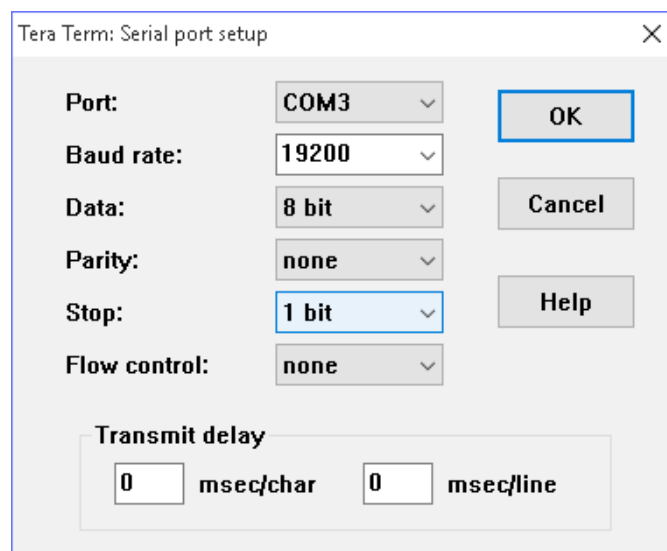 Tera Term: Serial port setup
Port: COM3
OK
Baud rate: 19200
Data: 8 bit
Cancel
Parity: none
Stop: 1 bit
Help
Flow control: none
Transmit delay
0 msec/char 0 msec/line